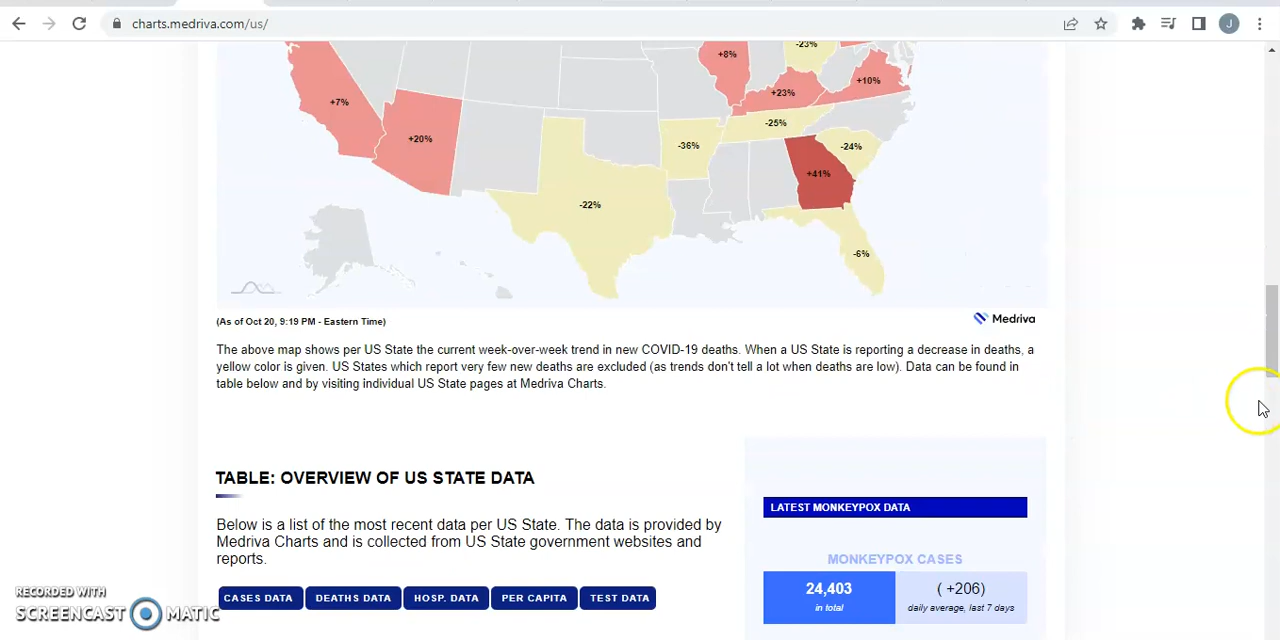 charts.medriva.com/us/
J
+8%
-23%
+10%
+7%
+23%
+20%
-25%
-36%
-24%
+41%
-22%
-6%
(As of Oct 20, 9:19 PM - Eastern Time)
Medriva
The above map shows per US State the current week-over-week trend in new COVID-19 deaths. When a US State is reporting a decrease in deaths, a
yellow color is given. US States which report very few new deaths are excluded (as trends don't tell a lot when deaths are low). Data can be found in
table below and by visiting individual US State pages at Medriva Charts.
TABLE: OVERVIEW OF US STATE DATA
Below is a list of the most recent data per US State. The data is provided by
Medriva Charts and is collected from US State government websites and
reports.
CASES DATA
DEATHS DATA
HOSP. DATA
PER CAPITA
TEST DATA
LATEST MONKEYPOX DATA
MONKEYPOX CASES
24,403
in total
( +206)
daily average, last 7 days
RECORDED WITH
SCREENCAST MATIC